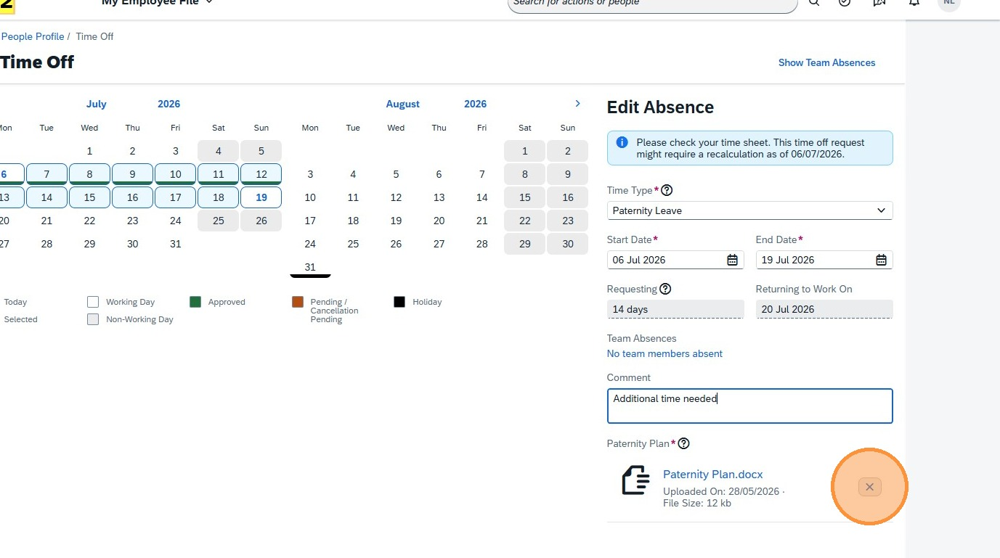 2
My Employee File
Search for actions or people
NL
People Profile / Time Off
Time Off
Show Team Absences
July 2026
Mon Tue Wed Thu Fri Sat Sun
1 2 3 4 5
6 7 8 9 10 11 12
13 14 15 16 17 18 19
20 21 22 23 24 25 26
27 28 29 30 31
August 2026
Mon Tue Wed Thu Fri Sat Sun
1 2
3 4 5 6 7 8 9
10 11 12 13 14 15 16
17 18 19 20 21 22 23
24 25 26 27 28 29 30
31
Today
Working Day
Approved
Pending /
Cancellation
Pending
Holiday
Selected
Non-Working Day
Edit Absence
Please check your time sheet. This time off request
might require a recalculation as of 06/07/2026.
Time Type*
Paternity Leave
Start Date* End Date*
06 Jul 2026 19 Jul 2026
Requesting Returning to Work On
14 days 20 Jul 2026
Team Absences
No team members absent
Comment
Additional time needed
Paternity Plan*
Paternity Plan.docx
Uploaded On: 28/05/2026 ·
File Size: 12 kb